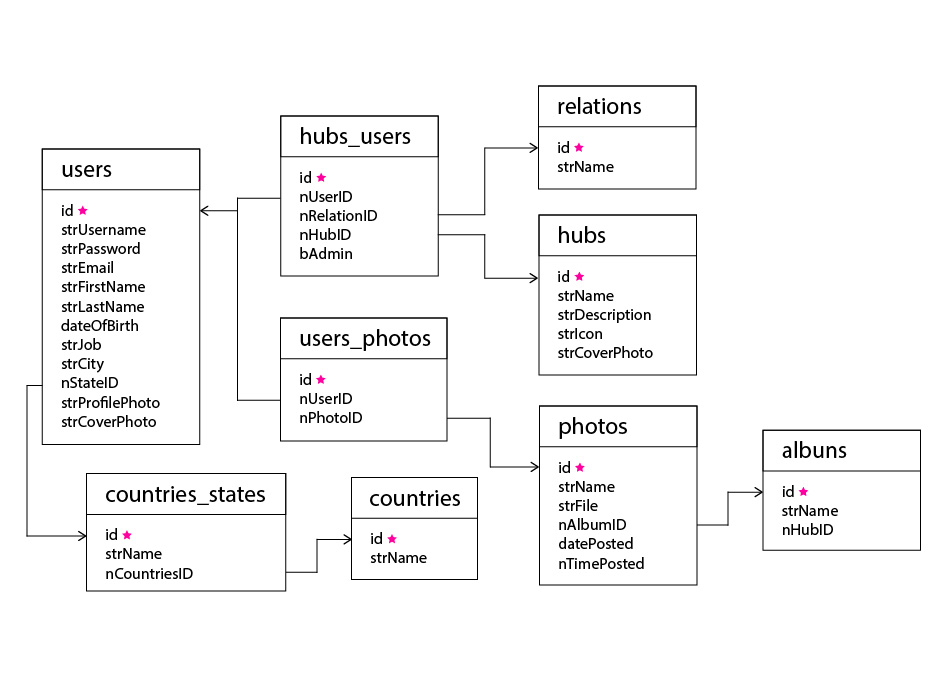 users
id
strUsername
strPassword
strEmail
strFirstName
strLastName
dateOfBirth
strJob
strCity
nStateID
strProfilePhoto
strCoverPhoto
hubs_users
id
nUserID
nRelationID
nHubID
bAdmin
relations
id
strName
hubs
id
strName
strDescription
strIcon
strCoverPhoto
users_photos
id
nUserID
nPhotoID
photos
id
strName
strFile
nAlbumID
datePosted
nTimePosted
albuns
id
strName
nHubID
countries_states
id
strName
nCountriesID
countries
id
strName